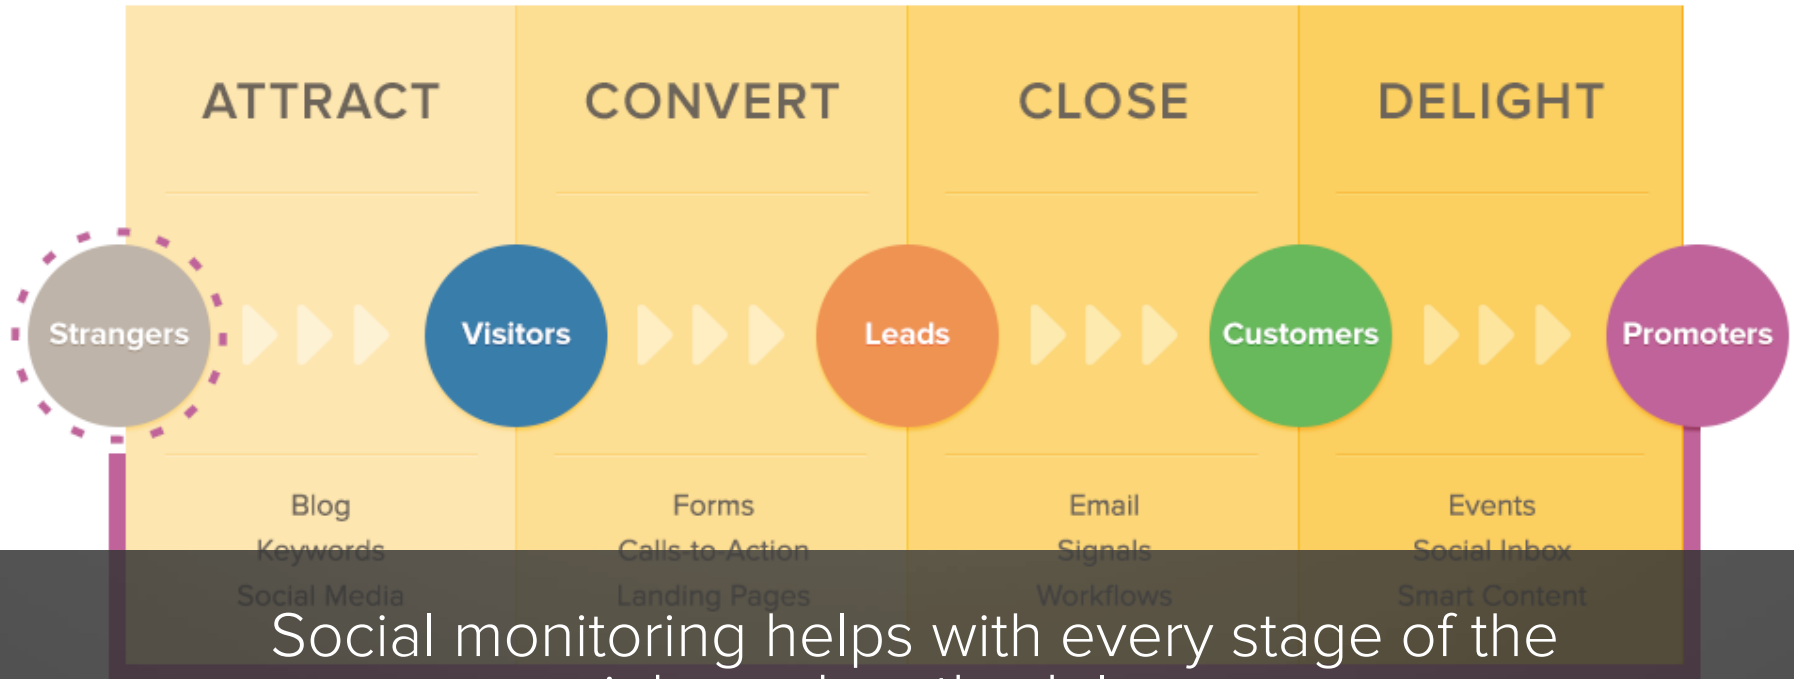 ATTRACT CONVERT CLOSE DELIGHT
Strangers Visitors Leads Customers Promoters
Blog Forms Email Events
Keywords Calls-to-Action Signals Social Inbox
Social Media Landing Pages Workflows Smart Content
Social monitoring helps with every stage of the